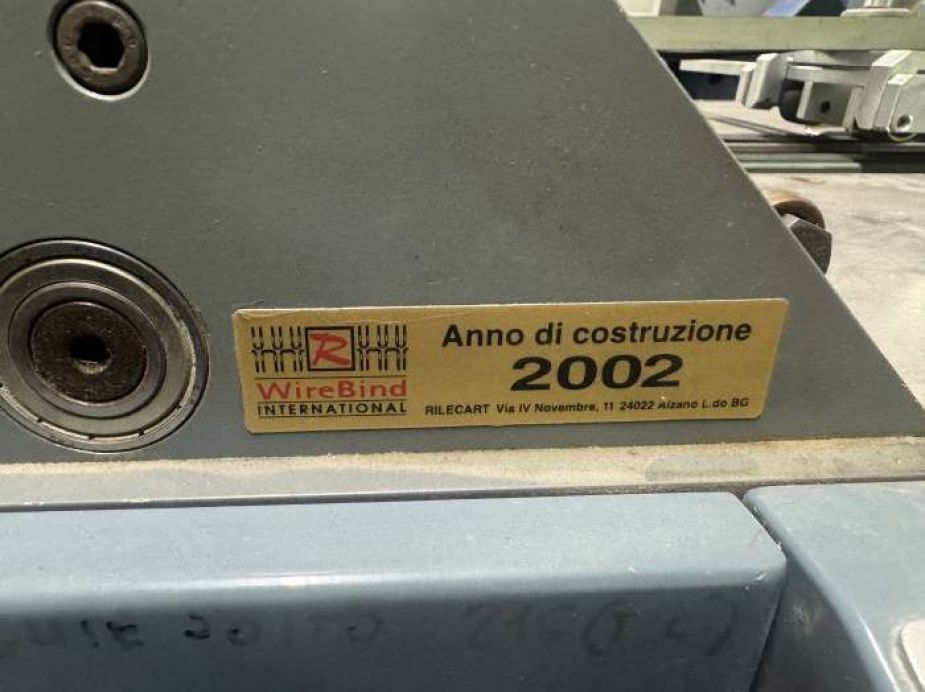 R
WireBind
INTERNATIONAL
Anno di costruzione
2002
RILECART Via IV Novembre, 11 24022 Alzano L.do BG